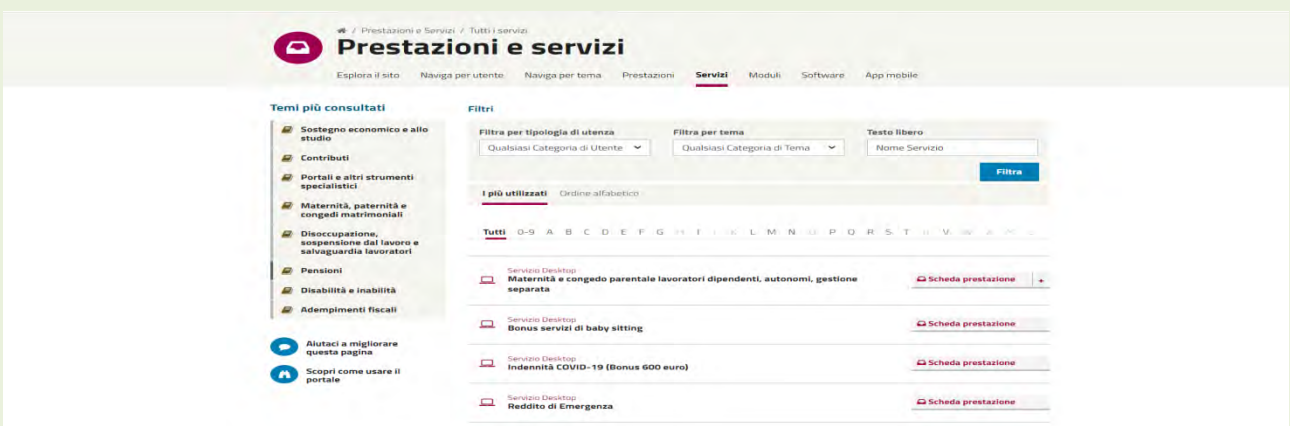 / Prestazioni e Servizi / Tutti i servizi
Prestazioni e servizi
Esplora il sito Naviga per utente Naviga per tema Prestazioni Servizi Moduli Software App mobile
Temi più consultati
Sostegno economico e allo
studio
Contributi
Portali e altri strumenti
specialistici
Maternità, paternità e
congedi matrimoniali
Disoccupazione,
sospensione dal lavoro e
salvaguardia lavoratori
Pensioni
Disabilità e inabilità
Adempimenti fiscali
Aiutaci a migliorare
questa pagina
Scopri come usare il
portale
Filtri
Filtra per tipologia di utenza Filtra per tema Testo libero
Qualsiasi Categoria di Utente Qualsiasi Categoria di Tema Nome Servizio
Filtra
I più utilizzati Ordine alfabetico
Tutti 0-9 A B C D E F G H I L M N P Q R S T V
Servizio Desktop
Maternità e congedo parentale lavoratori dipendenti, autonomi, gestione
separata
Scheda prestazione +
Servizio Desktop
Bonus servizi di baby sitting
Scheda prestazione
Servizio Desktop
Indennità COVID-19 (Bonus 600 euro)
Scheda prestazione
Servizio Desktop
Reddito di Emergenza
Scheda prestazione